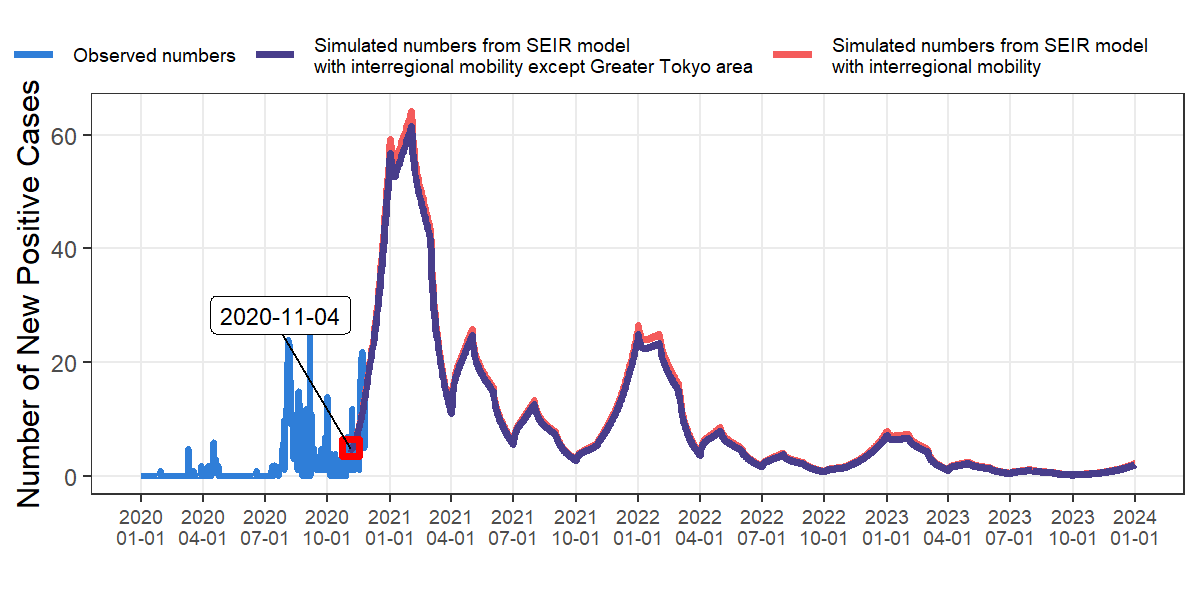 Observed numbers
Simulated numbers from SEIR model
with interregional mobility except Greater Tokyo area
Simulated numbers from SEIR model
with interregional mobility
Number of New Positive Cases
60
40
20
0
2020-11-04
2020 2020 2020 2020 2021 2021 2021 2021 2022 2022 2022 2022 2023 2023 2023 2023 2024
01-01 04-01 07-01 10-01 01-01 04-01 07-01 10-01 01-01 04-01 07-01 10-01 01-01 04-01 07-01 10-01 01-01